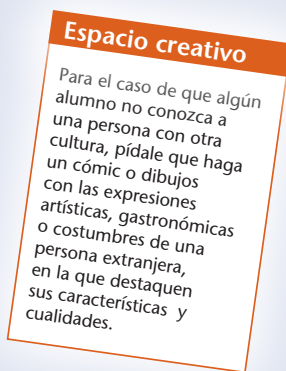 Espacio creativo
Para el caso de que algún
alumno no conozca a
una persona con otra
cultura, pídale que haga
un cómic o dibujos
con las expresiones
artísticas, gastronómicas
o costumbres de una
persona extranjera,
en la que destaquen
sus características y
cualidades.